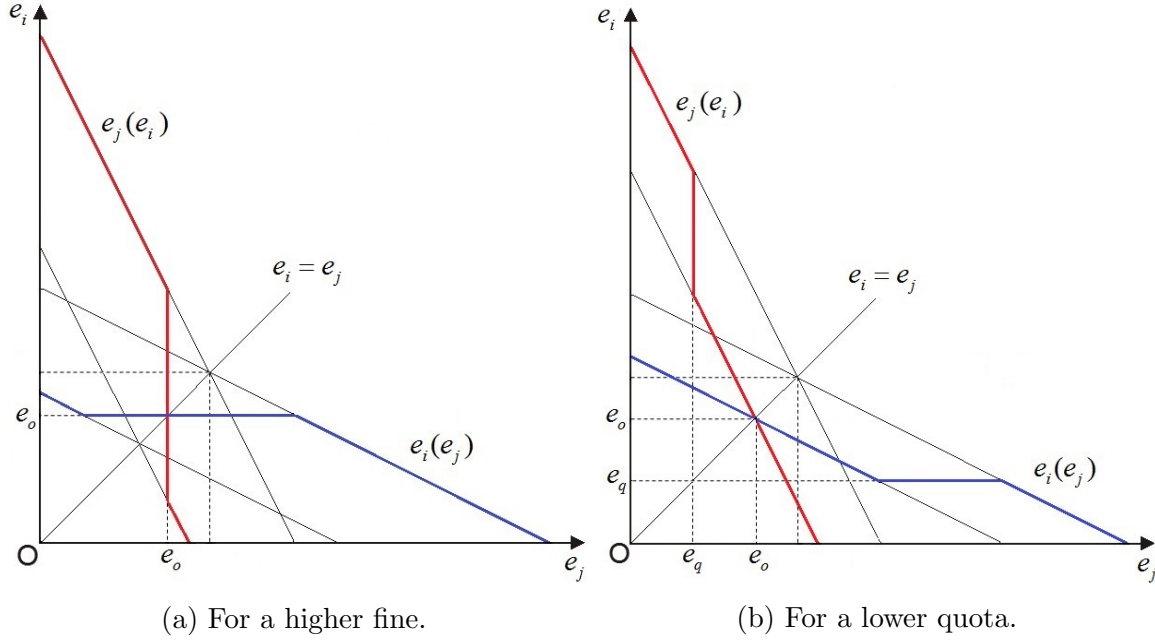 e_i
e_j(e_i)
e_i = e_j
e_o
e_i(e_j)
O
e_o
e_j
(a) For a higher fine.
e_i
e_j(e_i)
e_i = e_j
e_o
e_q
e_i(e_j)
O
e_q
e_o
e_j
(b) For a lower quota.